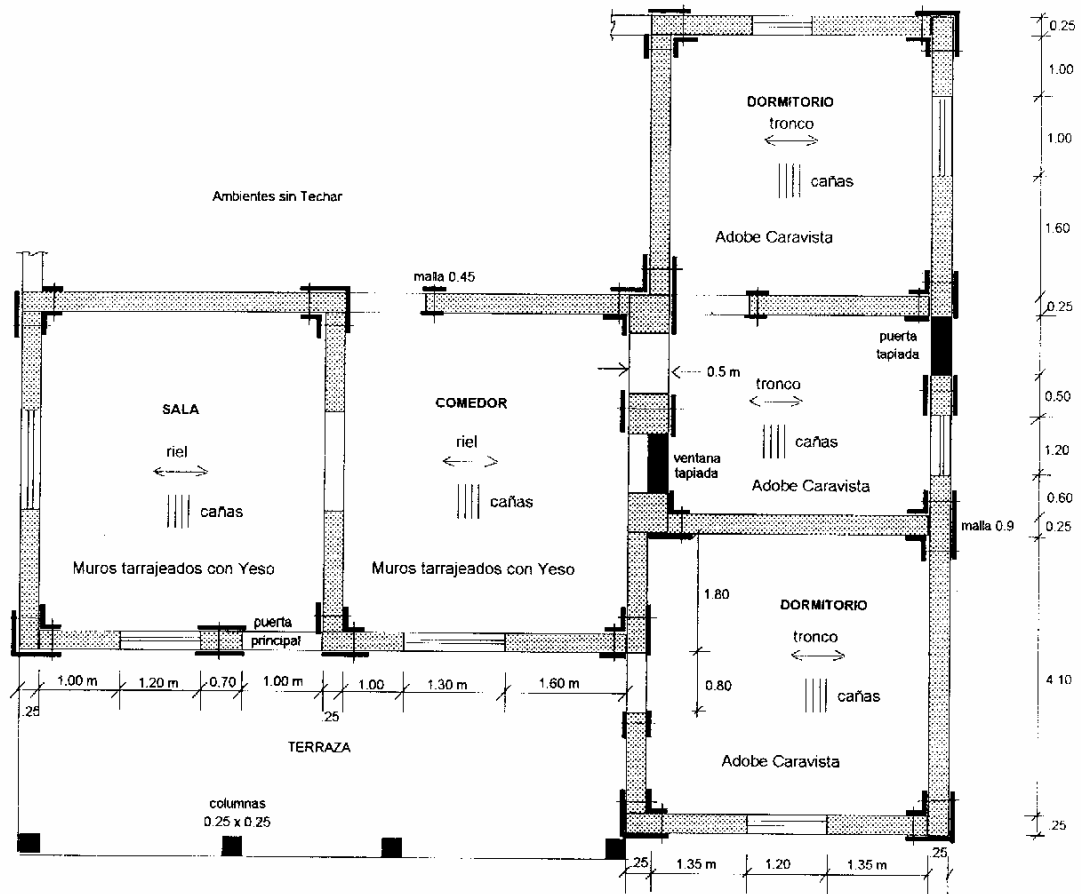 0.25
1.00
DORMITORIO
tronco
1.00
cañas
Ambientes sin Techar
Adobe Caravista
1.60
malla 0.45
0.25
puerta
tapiada
0.5 m
tronco
0.50
SALA
COMEDOR
riel
riel
cañas
ventana
tapiada
1.20
cañas
cañas
Adobe Caravista
0.60
malla 0.9
0.25
Muros tarrajeados con Yeso
Muros tarrajeados con Yeso
1.80
DORMITORIO
puerta
principal
tronco
1.00 m
1.20 m
0.70
1.00 m
1.00
1.30 m
1.60 m
0.80
4.10
cañas
.25
.25
TERRAZA
Adobe Caravista
columnas
0.25 x 0.25
.25
.25
1.35 m
1.20
1.35 m
.25